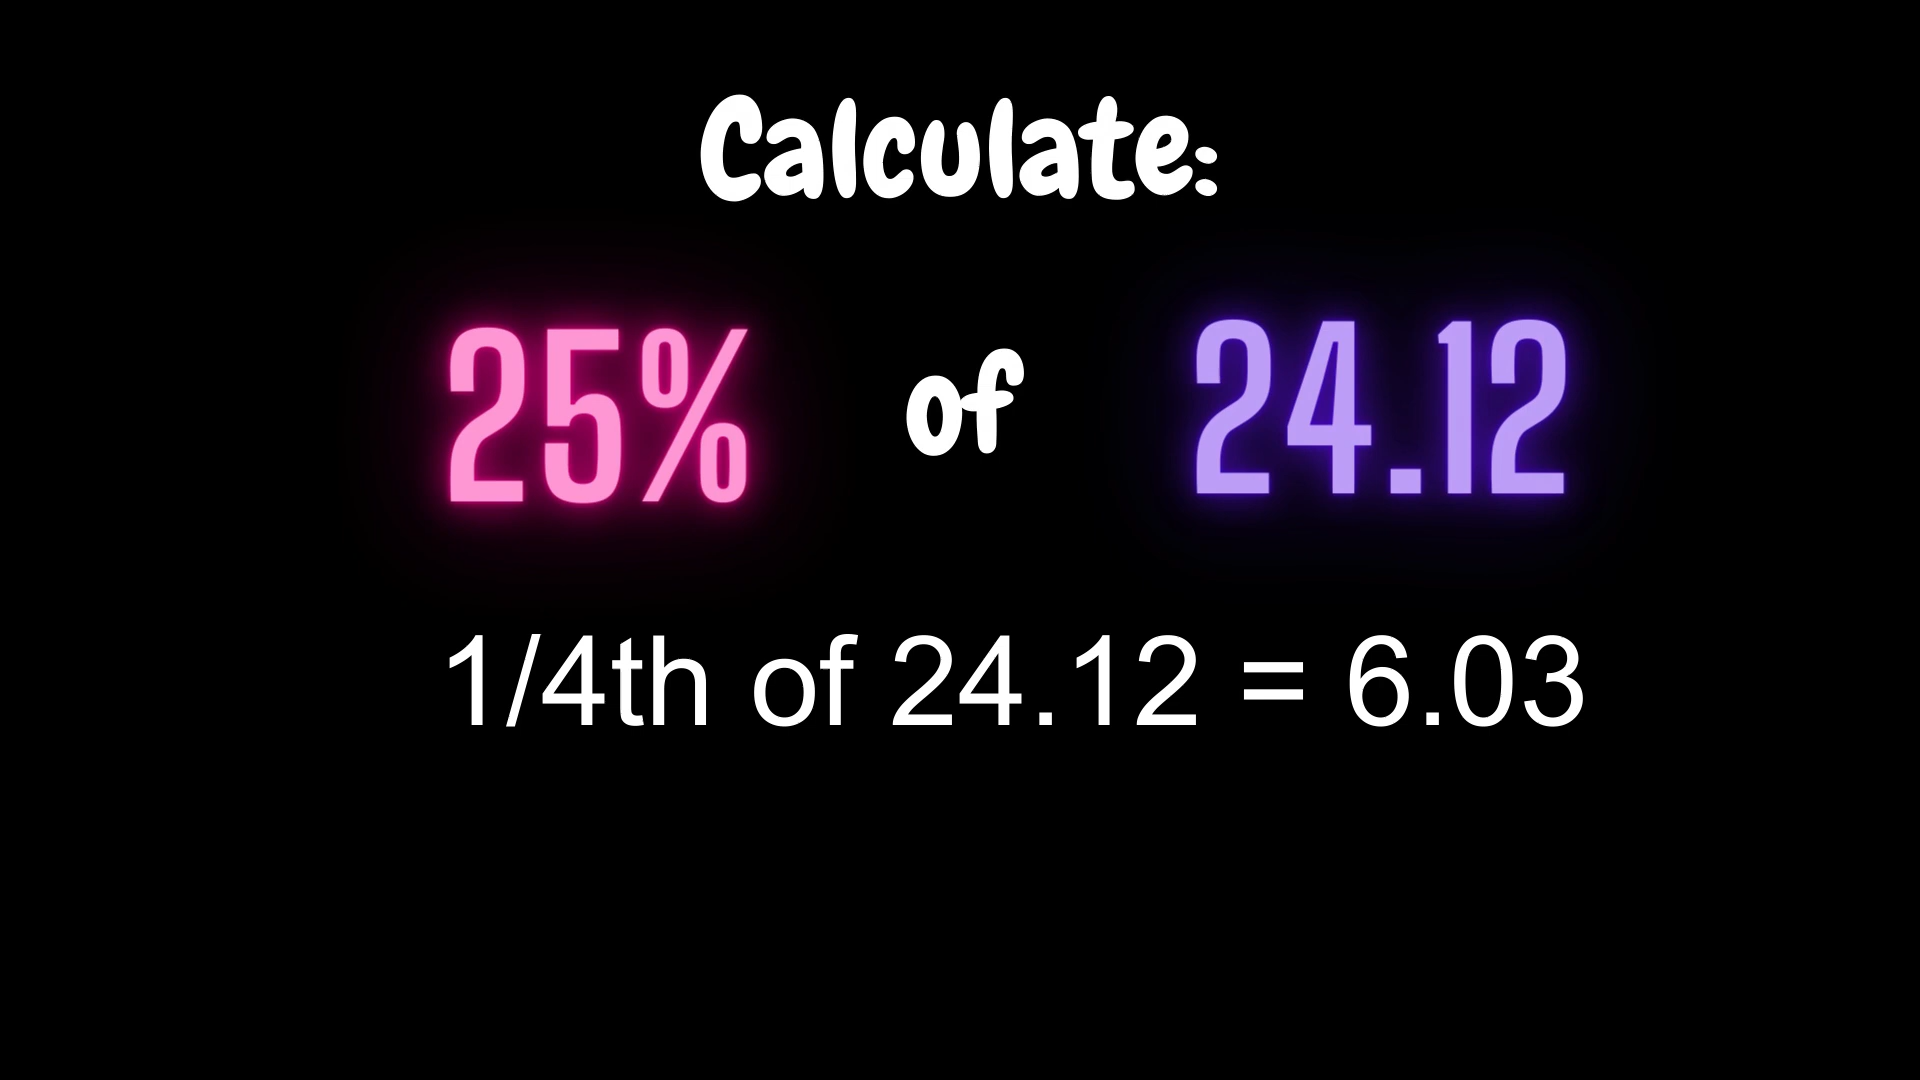 Calculate:
25% of 24.12
1/4th of 24.12 = 6.03